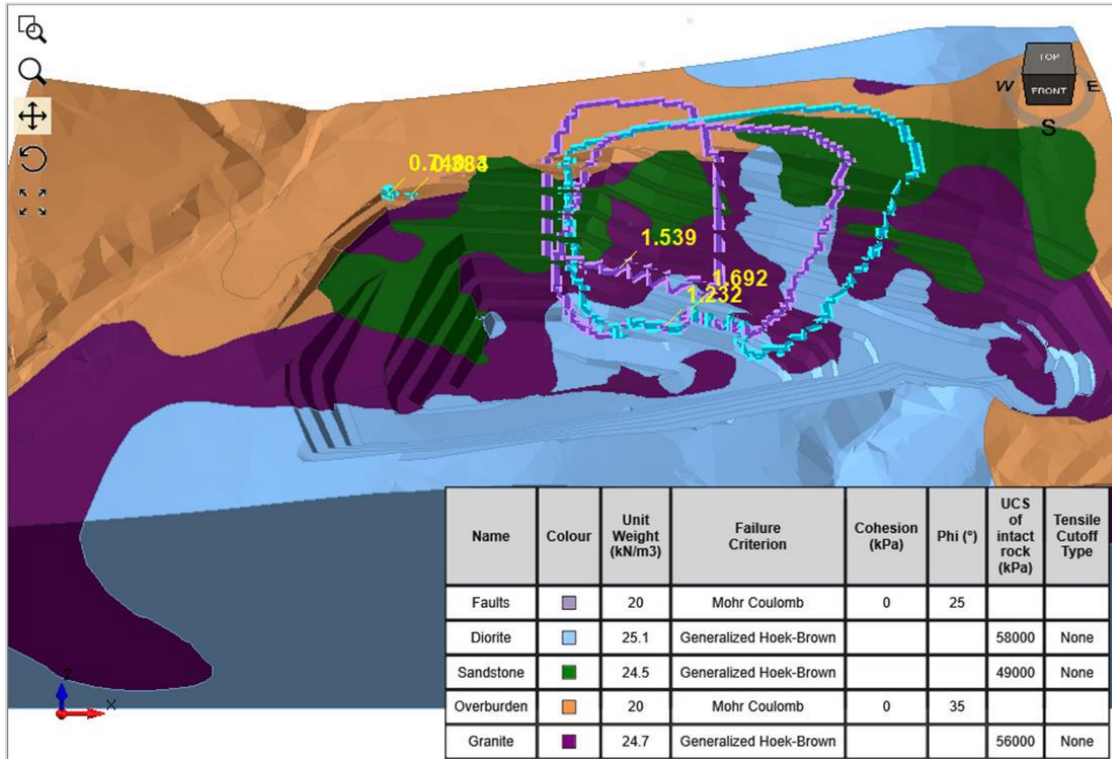 TOP
FRONT
W
E
S
1.539
1.692
1.232
X
Name Colour Unit Weight (kN/m3) Failure Criterion Cohesion (kPa) Phi (°) UCS of intact rock (kPa) Tensile Cutoff Type
Faults 20 Mohr Coulomb 0 25
Diorite 25.1 Generalized Hoek-Brown 58000 None
Sandstone 24.5 Generalized Hoek-Brown 49000 None
Overburden 20 Mohr Coulomb 0 35
Granite 24.7 Generalized Hoek-Brown 56000 None